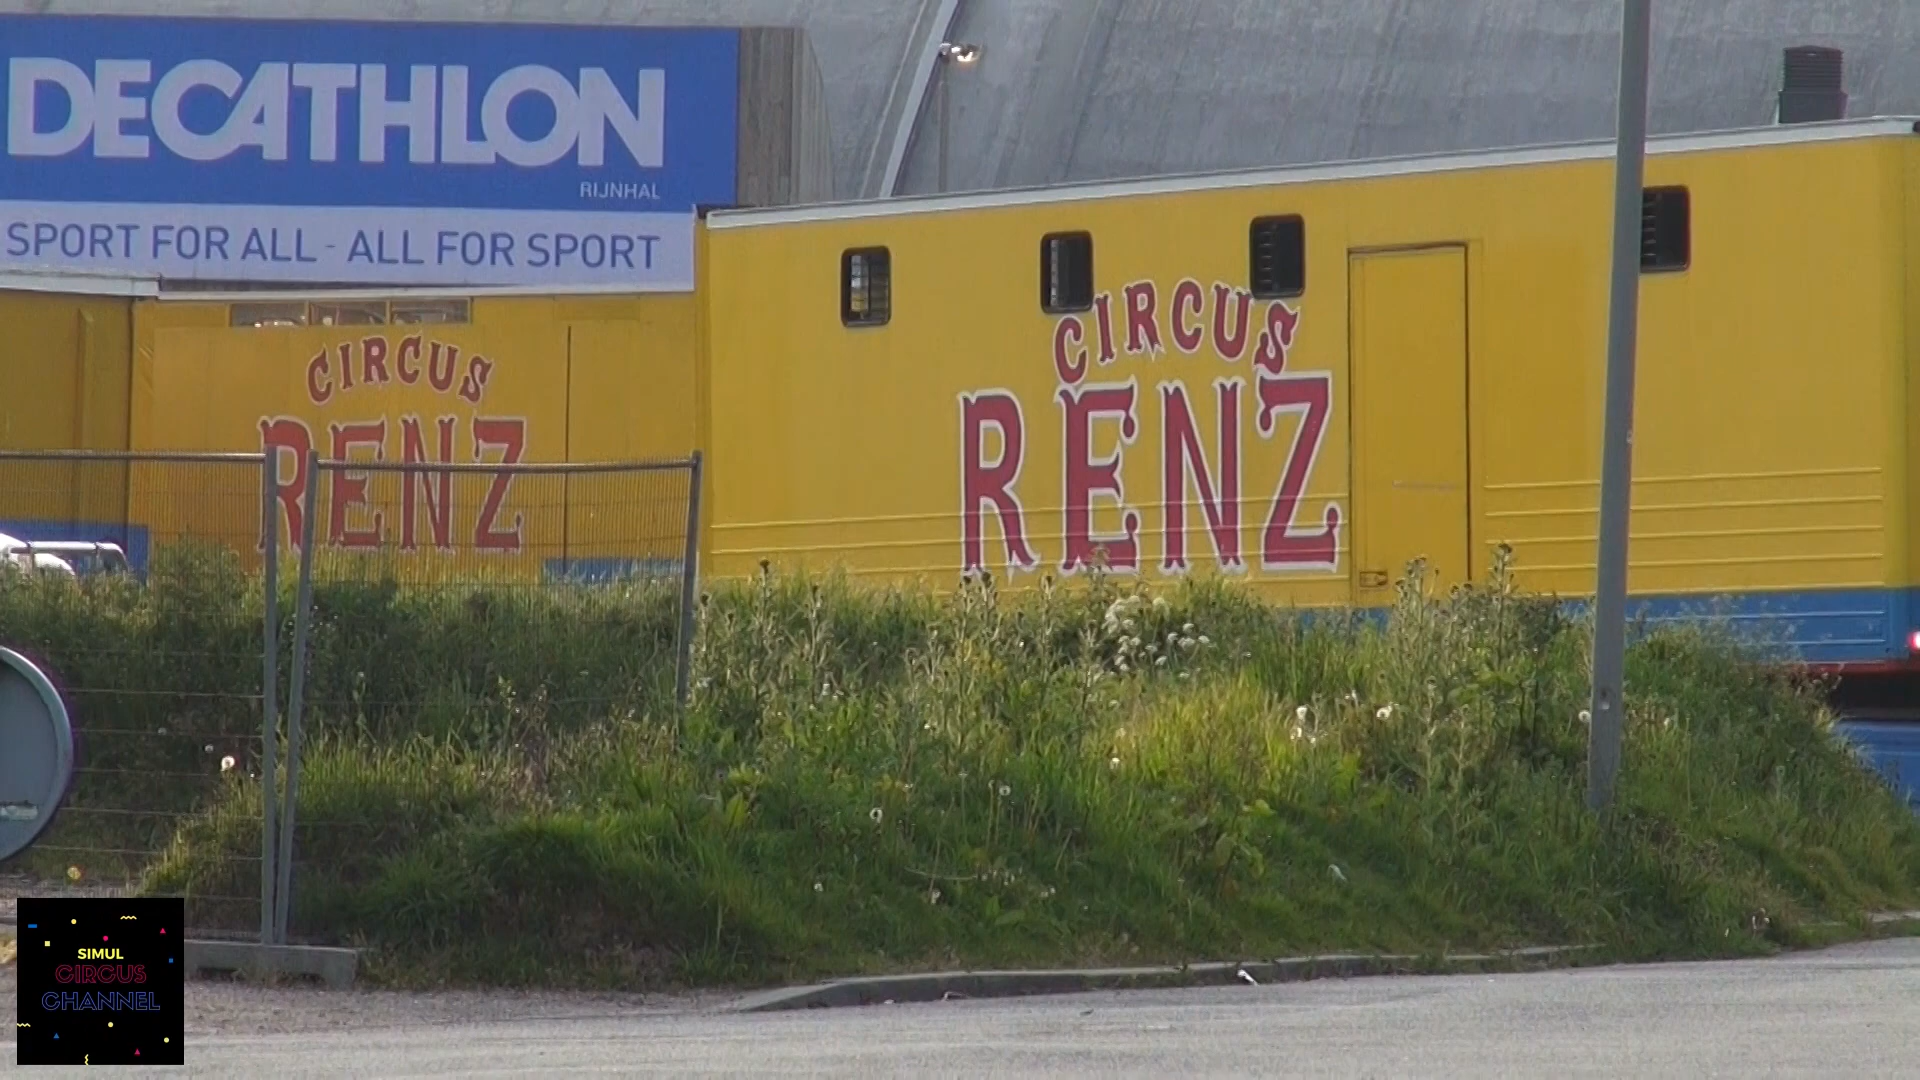 DECATHLON
RIJNHAL
SPORT FOR ALL - ALL FOR SPORT
CIRCUS
RENZ
CIRCUS
RENZ
SIMUL
CIRCUS
CHANNEL